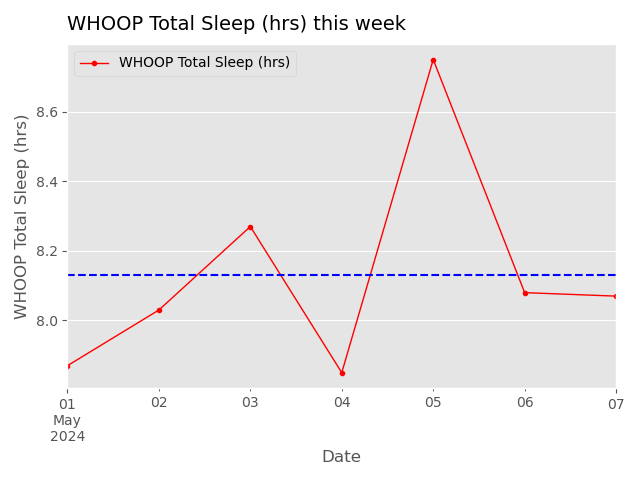 WHOOP Total Sleep (hrs) this week
WHOOP Total Sleep (hrs)
WHOOP Total Sleep (hrs)
8.6
8.4
8.2
8.0
01 02 03 04 05 06 07
May
2024
Date